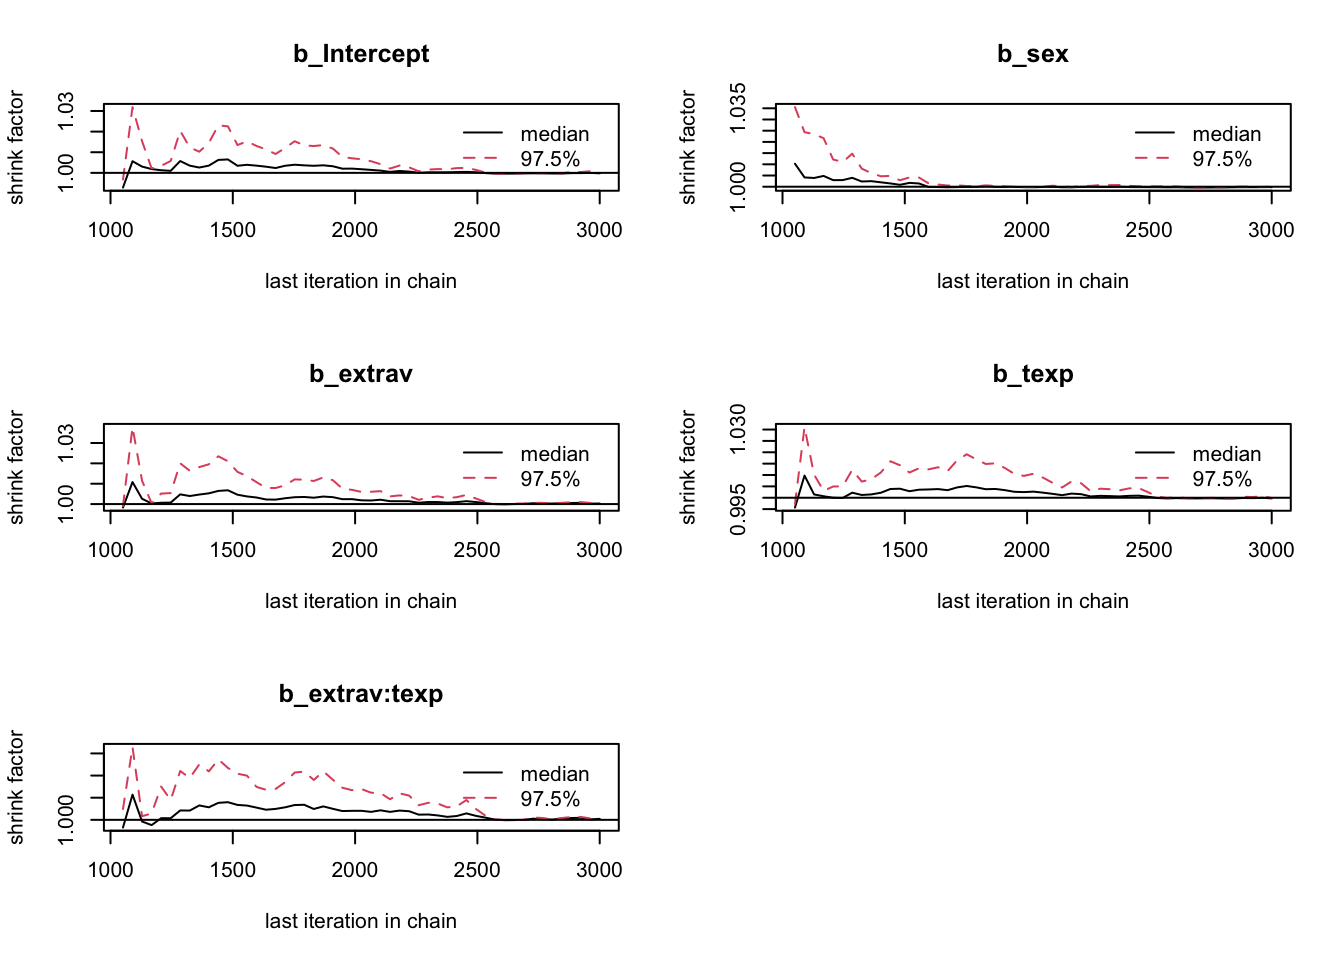 b_Intercept
shrink factor
1.00 1.03
median
97.5%
1000 1500 2000 2500 3000
last iteration in chain
b_sex
shrink factor
1.000 1.035
median
97.5%
1000 1500 2000 2500 3000
last iteration in chain
b_extrav
shrink factor
1.00 1.03
median
97.5%
1000 1500 2000 2500 3000
last iteration in chain
b_texp
shrink factor
0.995 1.030
median
97.5%
1000 1500 2000 2500 3000
last iteration in chain
b_extrav:texp
shrink factor
1.000
median
97.5%
1000 1500 2000 2500 3000
last iteration in chain